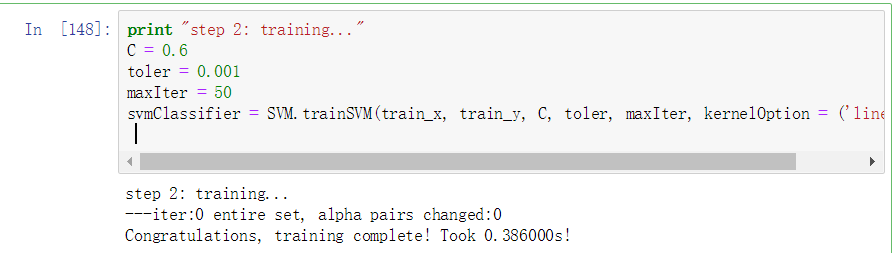 In [148]:
print "step 2: training..."
C = 0.6
toler = 0.001
maxIter = 50
svmClassifier = SVM.trainSVM(train_x, train_y, C, toler, maxIter, kernelOption = ('line
step 2: training...
---iter:0 entire set, alpha pairs changed:0
Congratulations, training complete! Took 0.386000s!